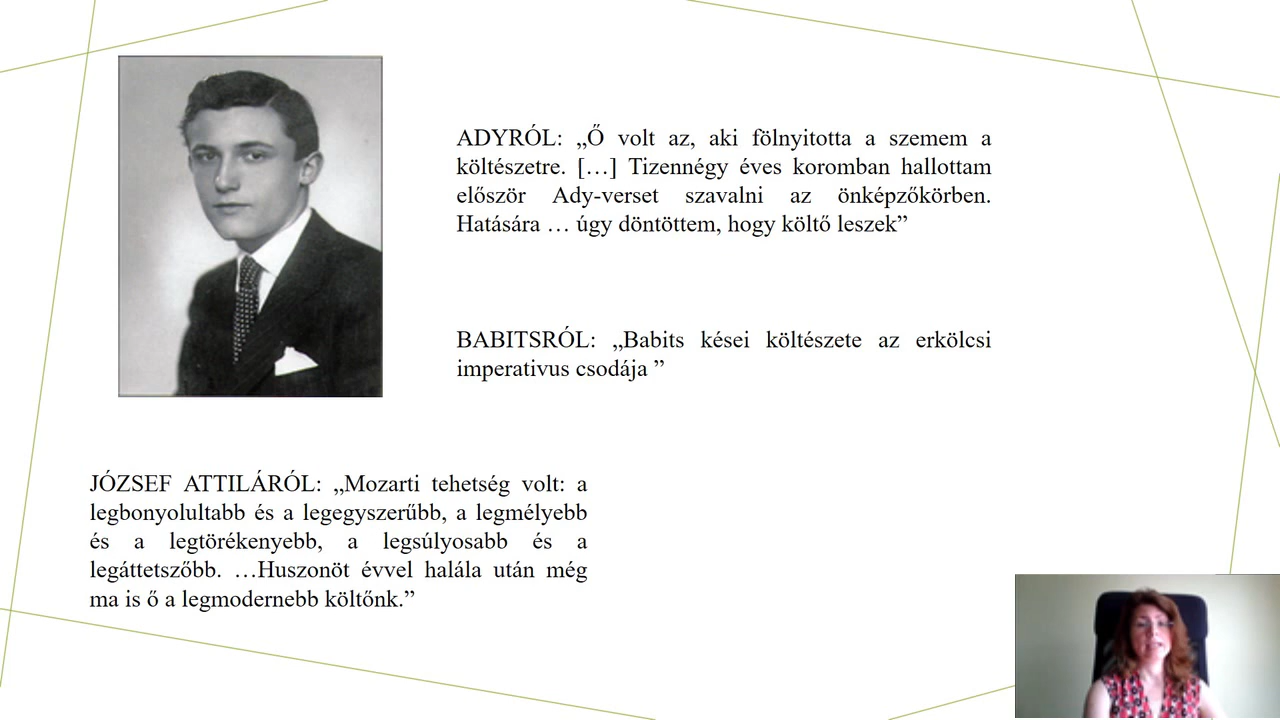 ADYRÓL: „Ő volt az, aki fölnyitotta a szemem a
költészetre. […] Tizennégy éves koromban hallottam
először Ady-verset szavalni az önképzőkörben.
Hatására … úgy döntöttem, hogy költő leszek”
BABITSRÓL: „Babits kései költészete az erkölcsi
imperativus csodája ”
JÓZSEF ATTILÁRÓL: „Mozarti tehetség volt: a
legbonyolultabb és a legegyszerűbb, a legmélyebb
és a legtörékenyebb, a legsúlyosabb és a
legáttetszőbb. …Huszonöt évvel halála után még
ma is ő a legmodernebb költőnk.”